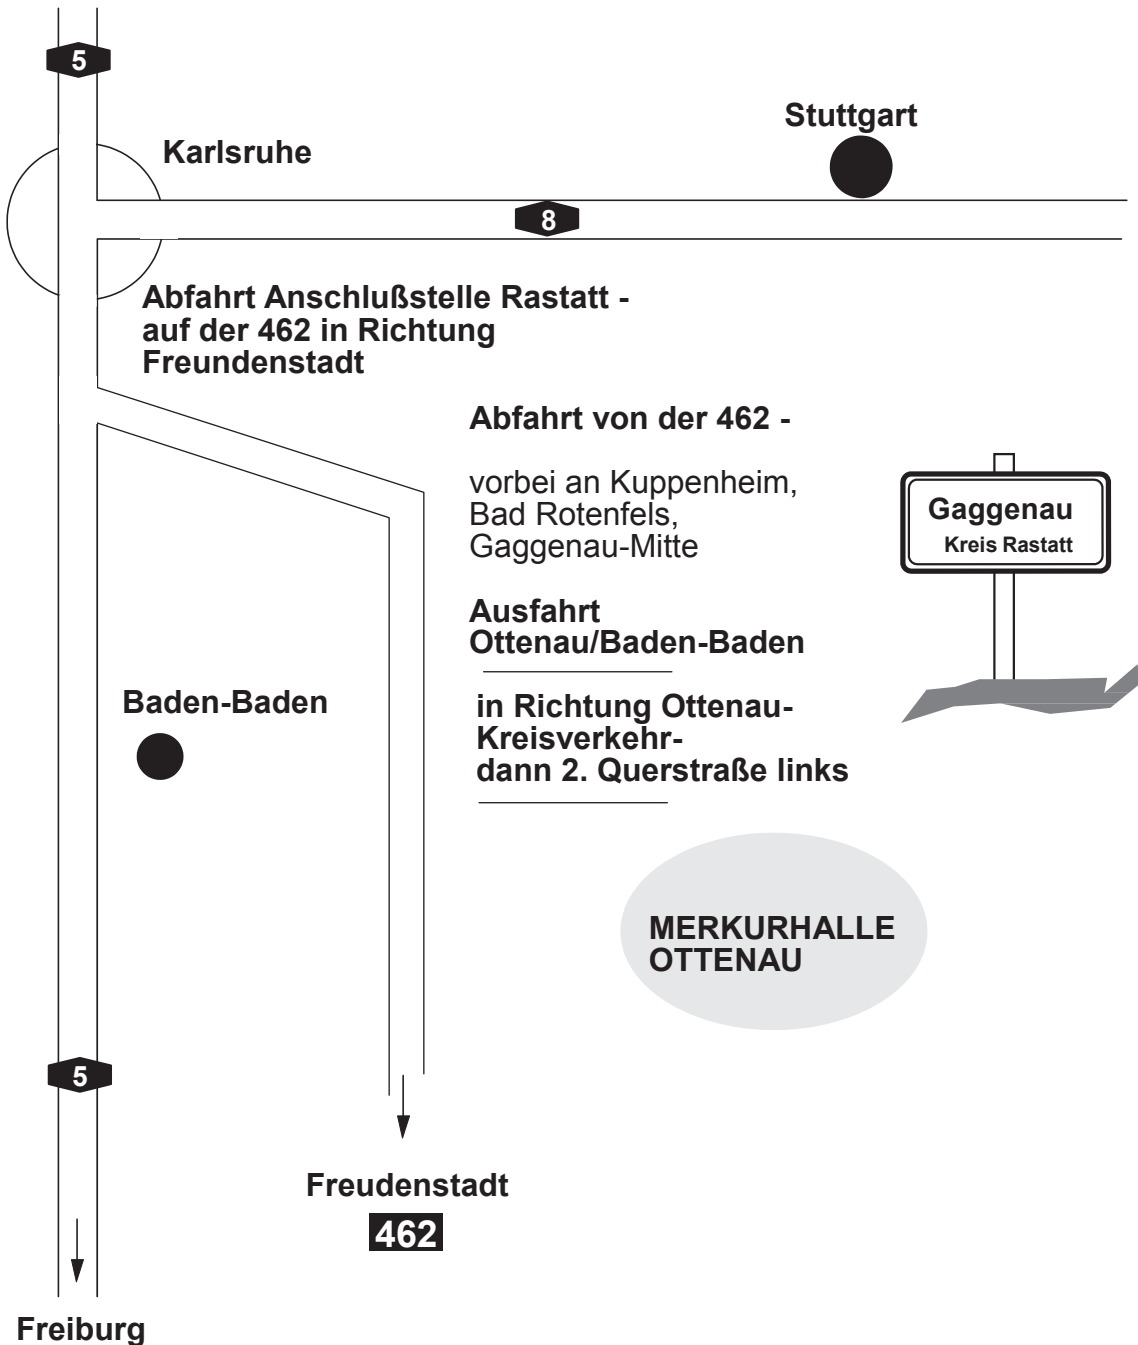 5
Stuttgart
Karlsruhe
8
Abfahrt Anschlußstelle Rastatt -
auf der 462 in Richtung
Freundenstadt
Abfahrt von der 462 -
vorbei an Kuppenheim,
Bad Rotenfels,
Gaggenau-Mitte
Gaggenau
Kreis Rastatt
Ausfahrt
Ottenau/Baden-Baden
Baden-Baden
in Richtung Ottenau-
Kreisverkehr-
dann 2. Querstraße links
MERKURHALLE
OTTENAU
5
Freudenstadt
462
Freiburg